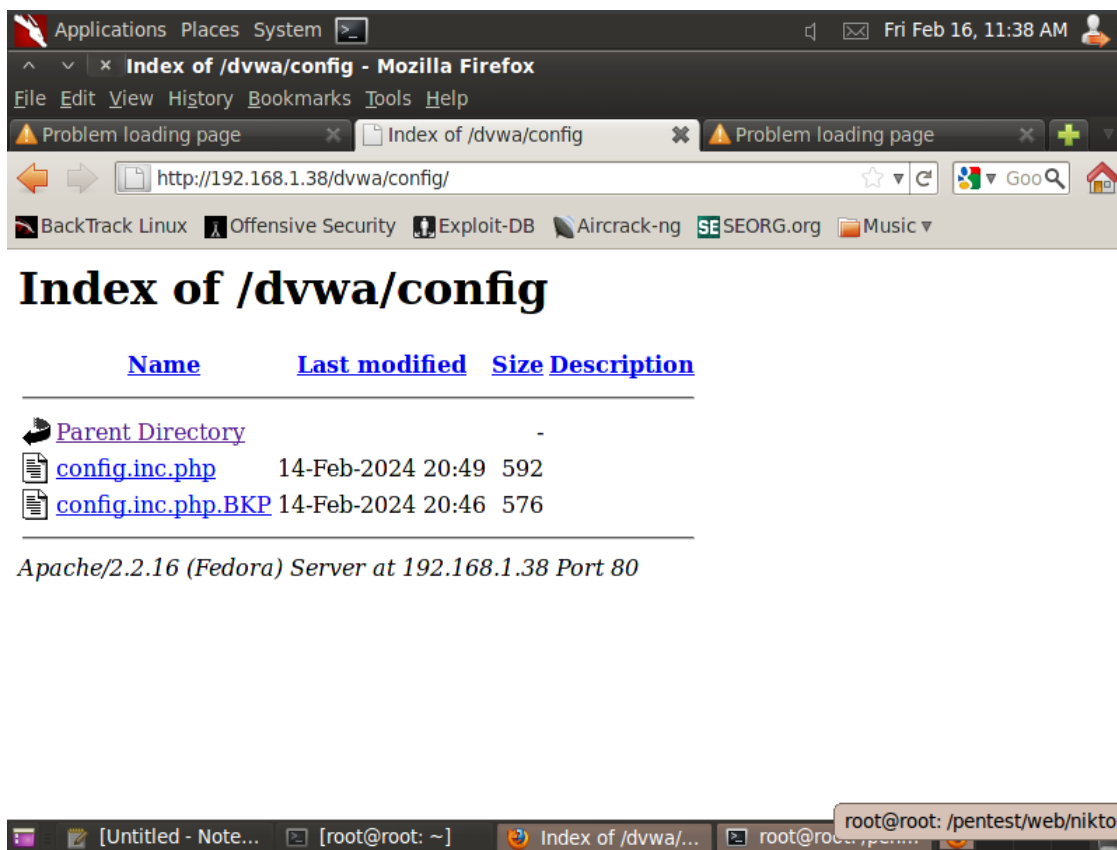 Applications Places System Fri Feb 16, 11:38 AM
Index of /dvwa/config - Mozilla Firefox
File Edit View History Bookmarks Tools Help
Problem loading page Index of /dvwa/config Problem loading page
http://192.168.1.38/dvwa/config/ Goo
BackTrack Linux Offensive Security Exploit-DB Aircrack-ng SE SEORG.org Music
Index of /dvwa/config
Name Last modified Size Description
Parent Directory -
config.inc.php 14-Feb-2024 20:49 592
config.inc.php.BKP 14-Feb-2024 20:46 576
Apache/2.2.16 (Fedora) Server at 192.168.1.38 Port 80
root@root: /pentest/web/nikto
[Untitled - Note... [root@root: ~] Index of /dvwa/...